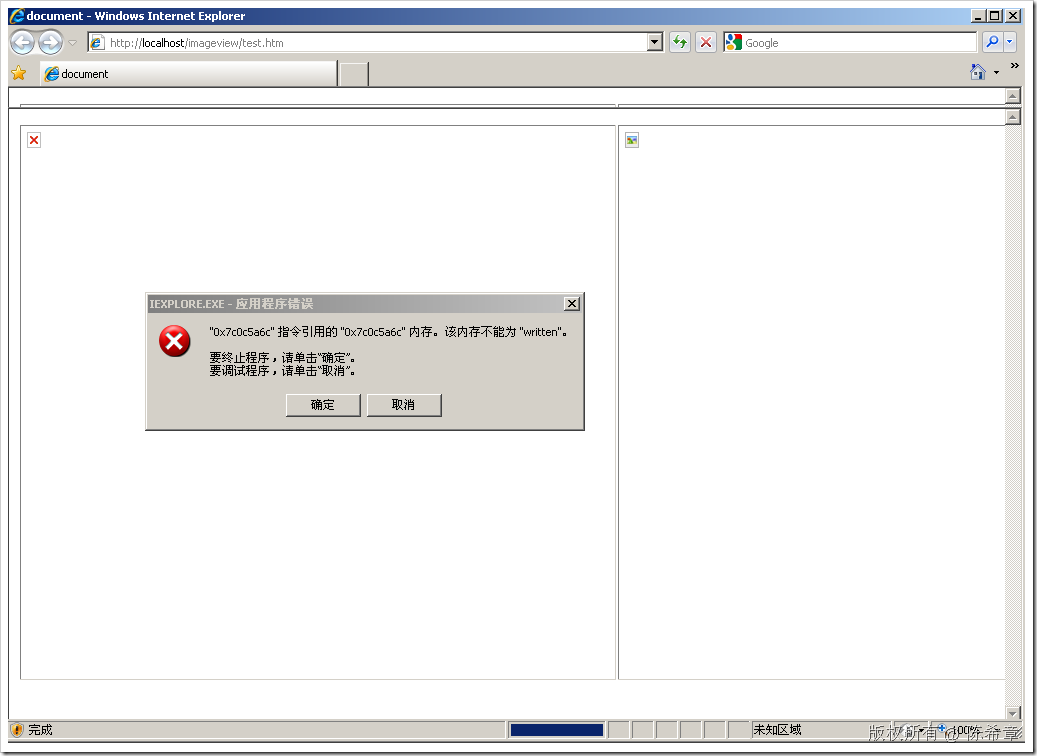 document - Windows Internet Explorer
http://localhost/imageview/test.htm
Google
document
IEXPLORE.EXE - 应用程序错误
"0x7c0c5a6c" 指令引用的 "0x7c0c5a6c" 内存。该内存不能为 "written"。
要终止程序，请单击"确定"。
要调试程序，请单击"取消"。
确定 取消
完成 未知区域 100%
版权所有 @ 陈希章